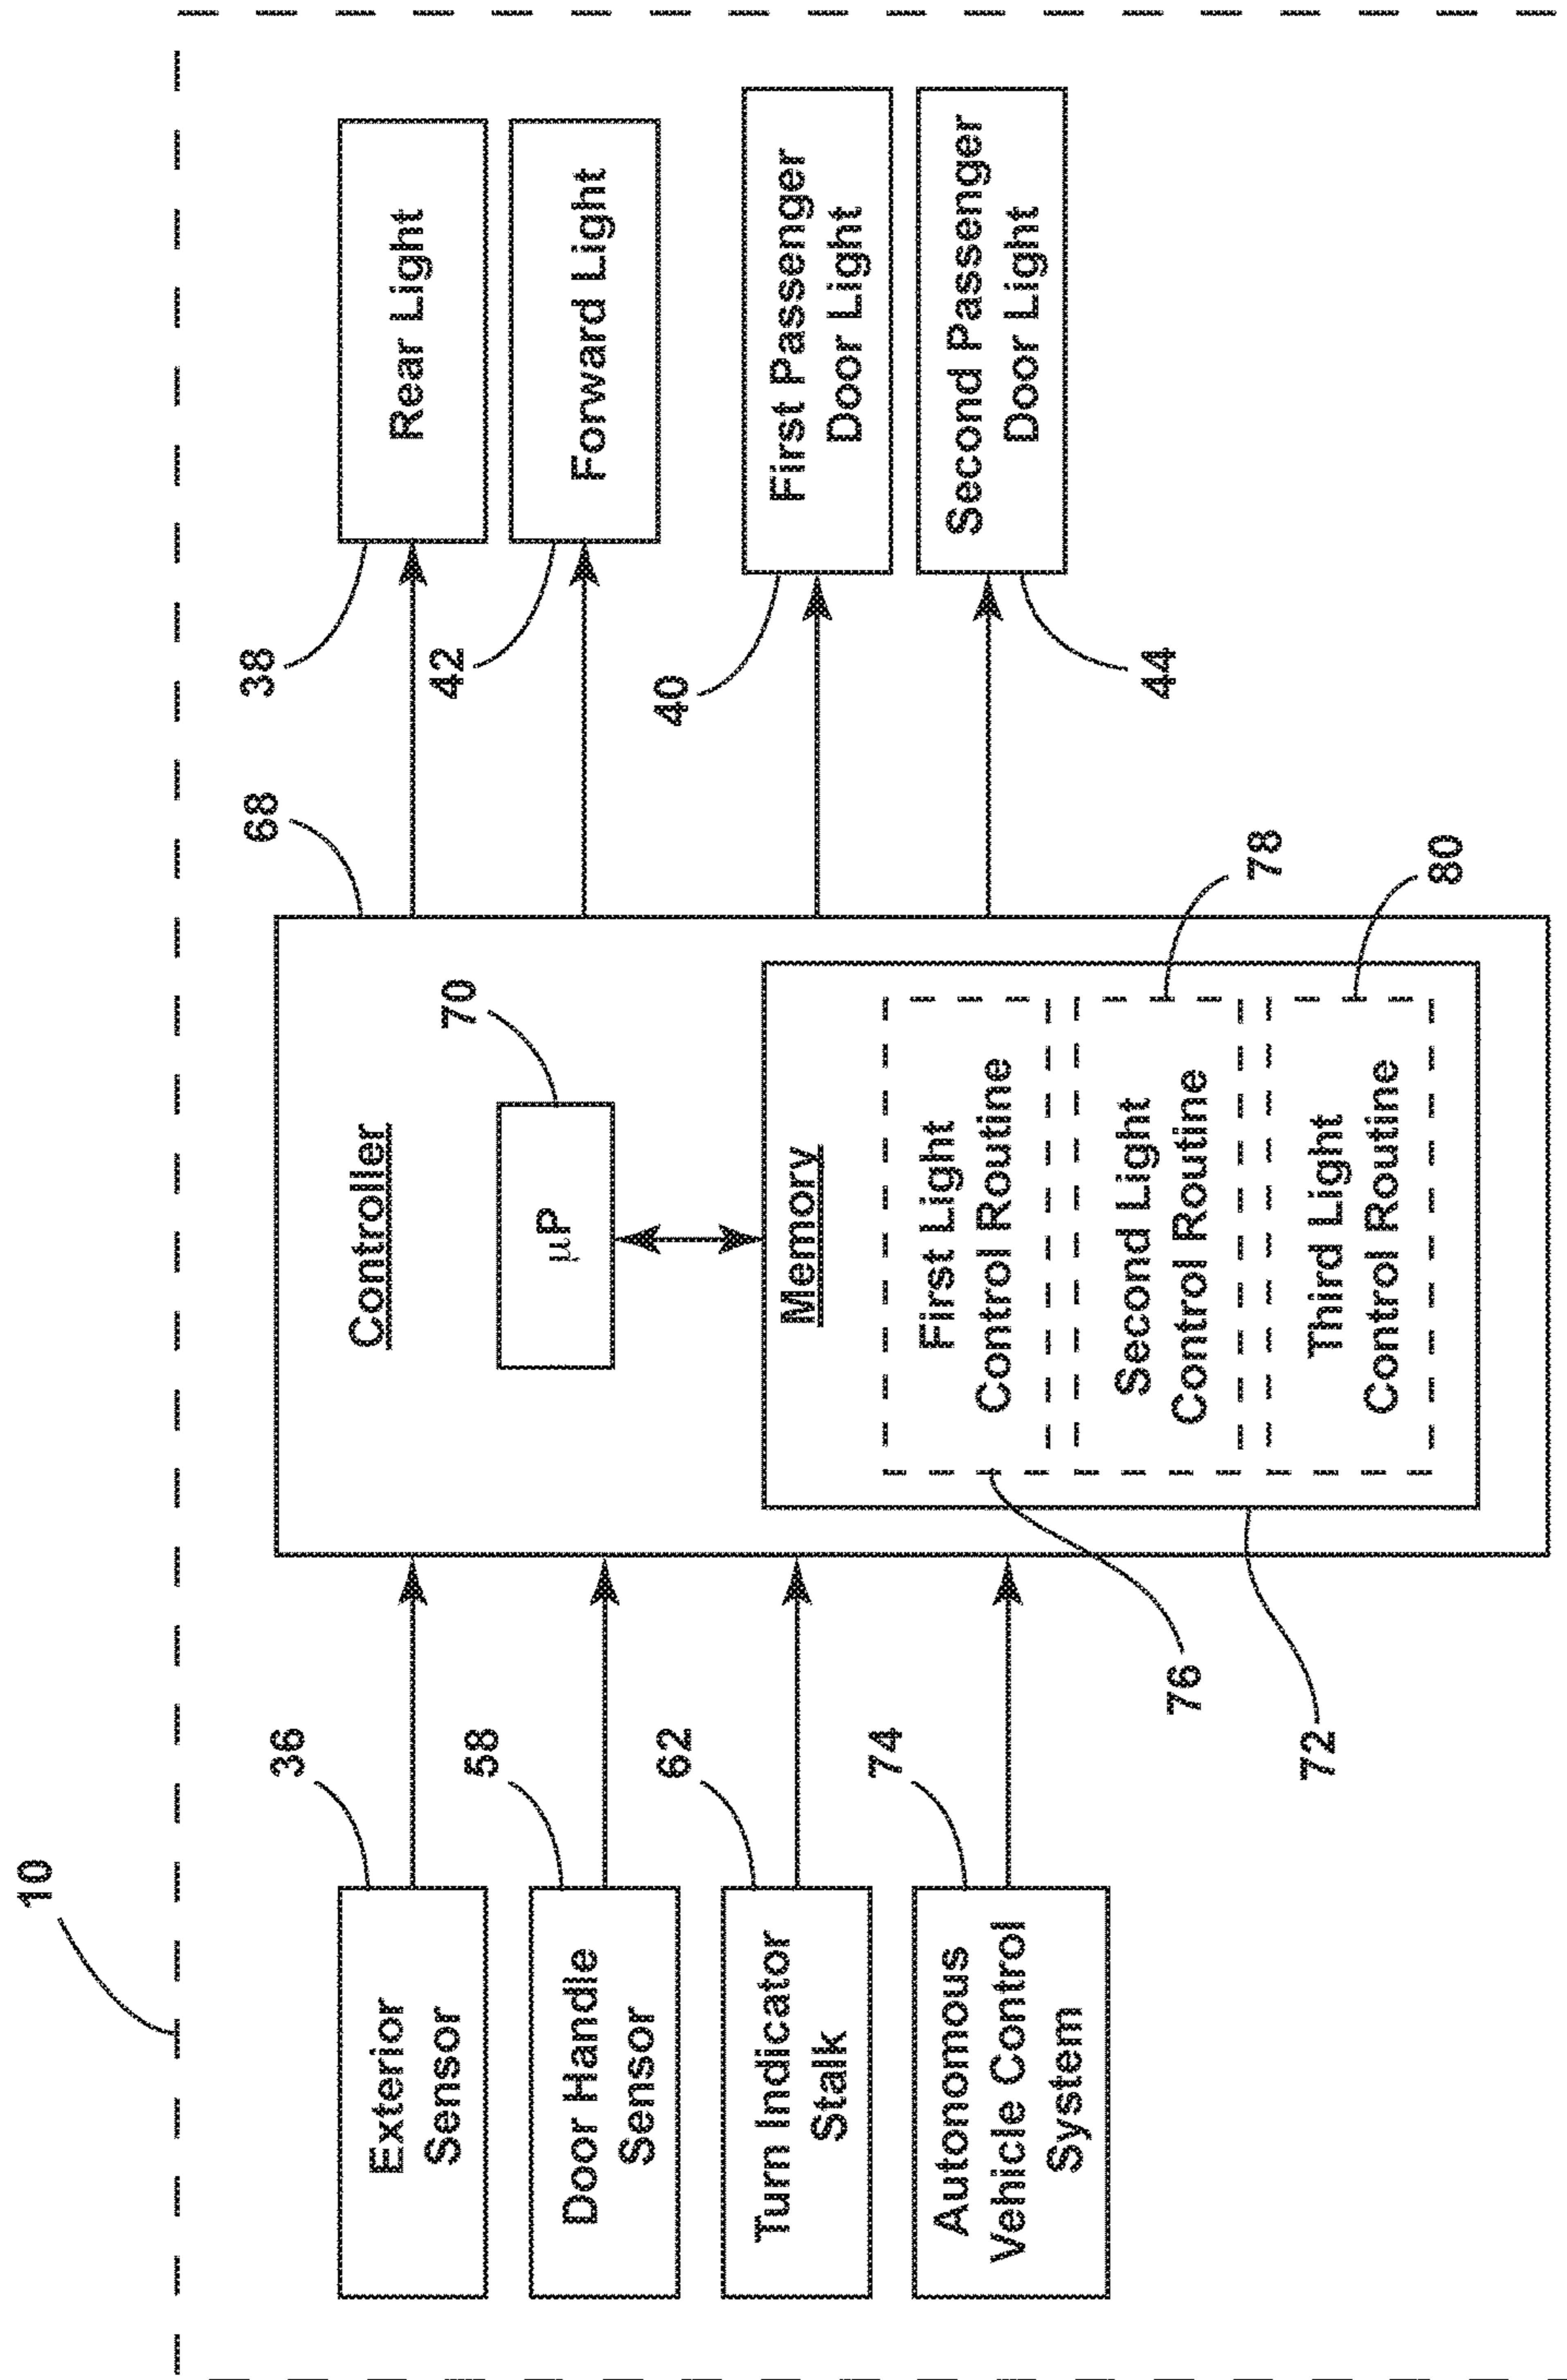 10
36
Exterior
Sensor
58
Door Handle
Sensor
62
Turn Indicator
Stalk
74
Autonomous
Vehicle Control
System
68
Controller
70
µP
Memory
First Light
Control Routine
Second Light
Control Routine
Third Light
Control Routine
76
72
78
80
38
Rear Light
42
Forward Light
40
First Passenger
Door Light
44
Second Passenger
Door Light